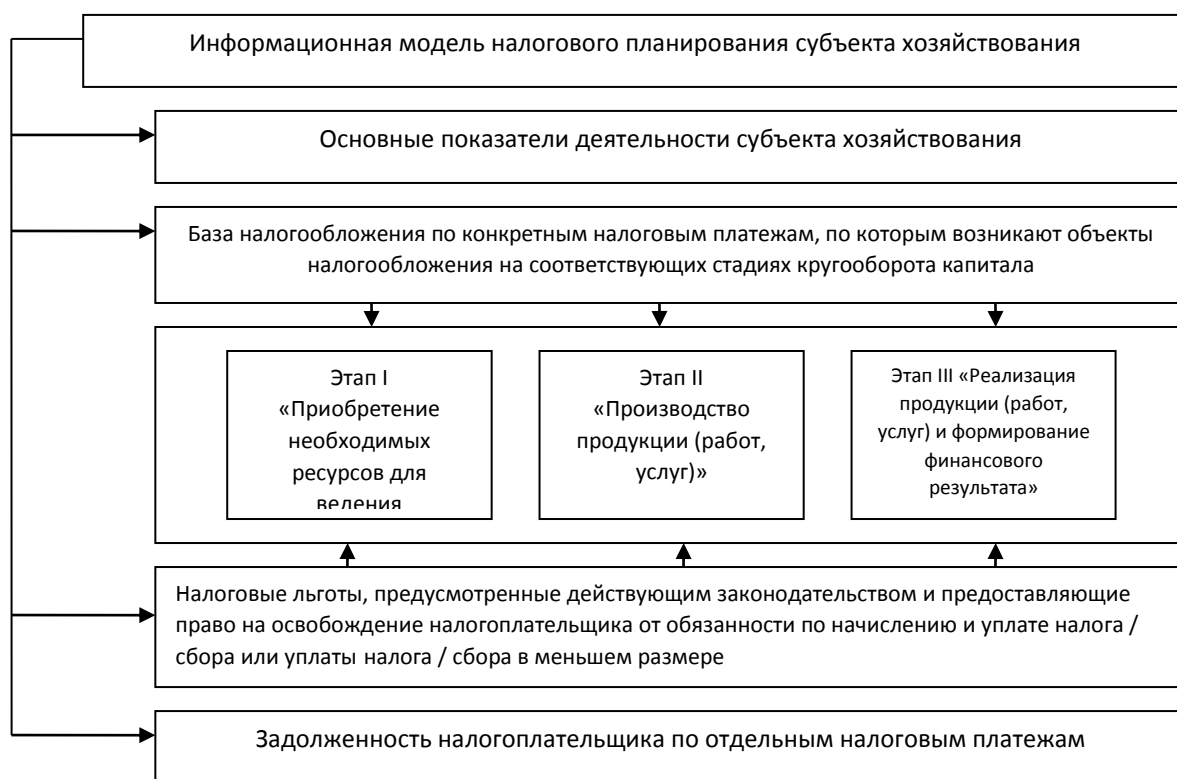 Информационная модель налогового планирования субъекта хозяйствования
Основные показатели деятельности субъекта хозяйствования
База налогообложения по конкретным налоговым платежам, по которым возникают объекты
налогообложения на соответствующих стадиях кругооборота капитала
Этап I
«Приобретение
необходимых
ресурсов для
ведения
Этап II
«Производство
продукции (работ,
услуг)»
Этап III «Реализация
продукции (работ,
услуг) и формирование
финансового
результата»
Налоговые льготы, предусмотренные действующим законодательством и предоставляющие
право на освобождение налогоплательщика от обязанности по начислению и уплате налога /
сбора или уплаты налога / сбора в меньшем размере
Задолженность налогоплательщика по отдельным налоговым платежам